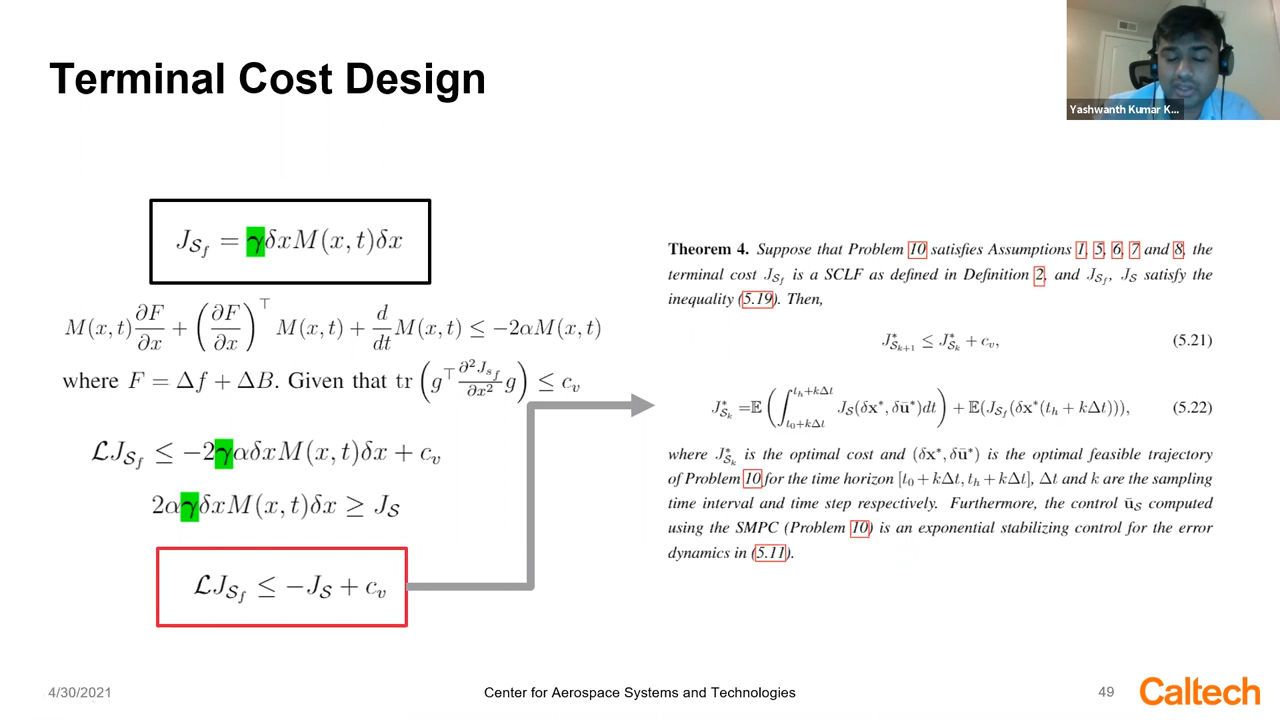 Terminal Cost Design
Yashwanth Kumar K...
J_{S_f} = γδxM(x, t)δx
M(x, t) ∂F/∂x + (∂F/∂x)^⊤ M(x, t) + d/dt M(x, t) ≤ −2αM(x, t)
where F = Δf + ΔB. Given that tr (g^⊤ ∂²J_{s_f}/∂x² g) ≤ c_v
ℒJ_{S_f} ≤ −2γαδxM(x, t)δx + c_v
2αγδxM(x, t)δx ≥ J_S
ℒJ_{S_f} ≤ −J_S + c_v
Theorem 4. Suppose that Problem 10 satisfies Assumptions 1, 5, 6, 7 and 8, the
terminal cost J_{S_f} is a SCLF as defined in Definition 2, and J_{S_f}, J_S satisfy the
inequality (5.19). Then,
J*_{S_{k+1}} ≤ J*_{S_k} + c_v, (5.21)
J*_{S_k} = 𝔼 (∫_{t_0+kΔt}^{t_h+kΔt} J_S(δx*, δū*)dt) + 𝔼(J_{S_f}(δx*(t_h + kΔt))), (5.22)
where J*_{S_k} is the optimal cost and (δx*, δū*) is the optimal feasible trajectory
of Problem 10 for the time horizon [t_0 + kΔt, t_h + kΔt], Δt and k are the sampling
time interval and time step respectively. Furthermore, the control ū_S computed
using the SMPC (Problem 10) is an exponential stabilizing control for the error
dynamics in (5.11).
4/30/2021
Center for Aerospace Systems and Technologies
49
Caltech